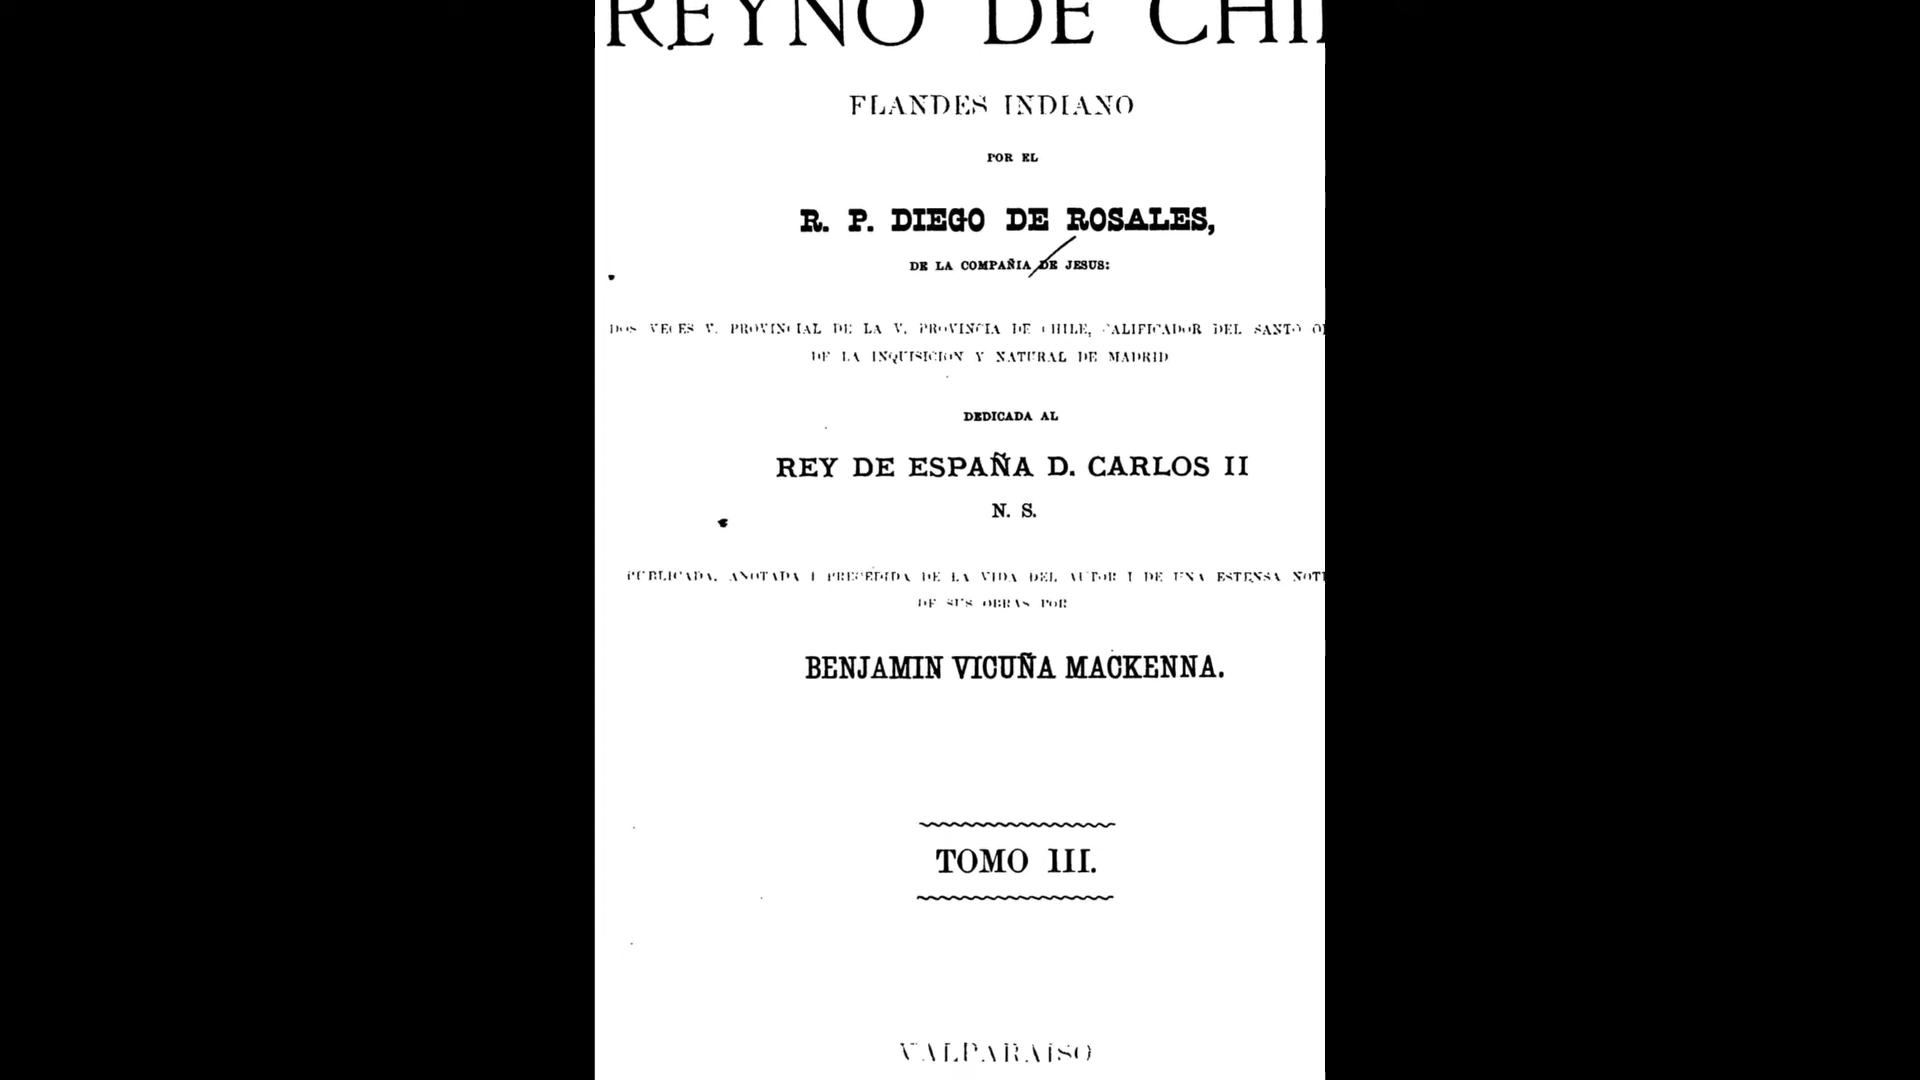 REYNO DE CHI
FLANDES INDIANO
POR EL
R. P. DIEGO DE ROSALES,
DE LA COMPAÑIA DE JESUS:
DOS VECES V. PROVINCIAL DE LA V. PROVINCIA DE CHILE, CALIFICADOR DEL SANTO O
DE LA INQUISICION Y NATURAL DE MADRID
DEDICADA AL
REY DE ESPAÑA D. CARLOS II
N. S.
PUBLICADA, ANOTADA I PRECEDIDA DE LA VIDA DEL AUTOR I DE UNA ESTENSA NOTI
DE SUS OBRAS POR
BENJAMIN VICUÑA MACKENNA.
TOMO III.
VALPARAISO